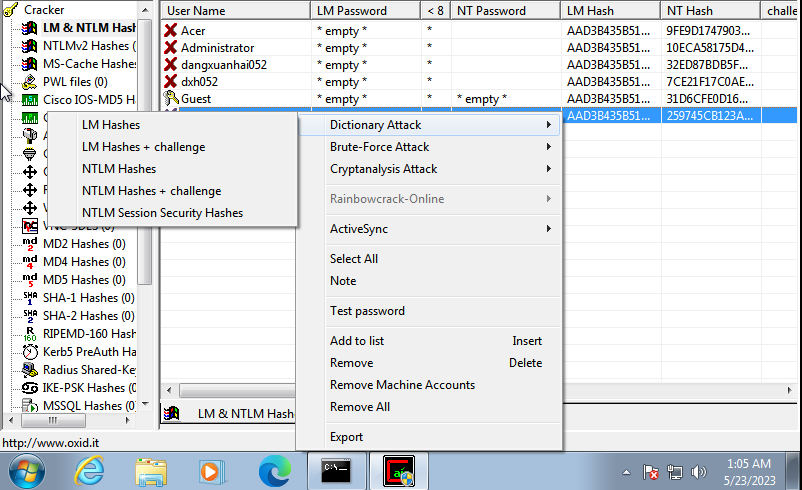 Cracker
LM & NTLM Hashes
NTLMv2 Hashes (
MS-Cache Hashes
PWL files (0)
Cisco IOS-MD5 H
C
A
C
F
V
VNC-3DES (0)
MD2 Hashes (0)
MD4 Hashes (0)
MD5 Hashes (0)
SHA-1 Hashes (0)
SHA-2 Hashes (0)
RIPEMD-160 Hash
Kerb5 PreAuth Ha
Radius Shared-Key
IKE-PSK Hashes (0
MSSQL Hashes (0)
User Name LM Password < 8 NT Password LM Hash NT Hash challe
Acer * empty * * AAD3B435B51... 9FE9D1747903...
Administrator * empty * * AAD3B435B51... 10ECA58175D4...
dangxuanhai052 * empty * * AAD3B435B51... 32ED87BDB5F...
dxh052 * empty * * AAD3B435B51... 7CE21F17C0AE...
Guest * empty * * * empty * AAD3B435B51... 31D6CFE0D16...
AAD3B435B51... 259745CB123A...
LM Hashes
LM Hashes + challenge
NTLM Hashes
NTLM Hashes + challenge
NTLM Session Security Hashes
Dictionary Attack
Brute-Force Attack
Cryptanalysis Attack
Rainbowcrack-Online
ActiveSync
Select All
Note
Test password
Add to list Insert
Remove Delete
Remove Machine Accounts
Remove All
Export
LM & NTLM Hash
http://www.oxid.it
C:\.
1:05 AM
5/23/2023